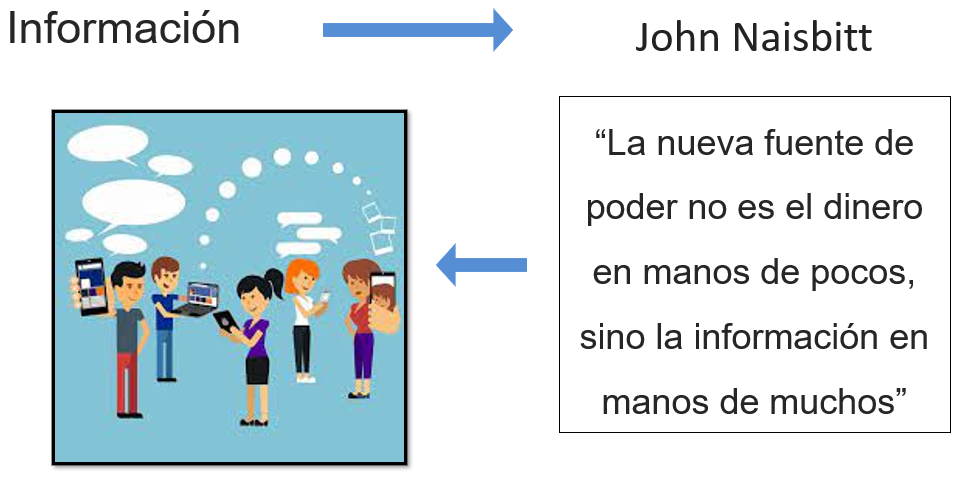 Información
John Naisbitt
“La nueva fuente de
poder no es el dinero
en manos de pocos,
sino la información en
manos de muchos”